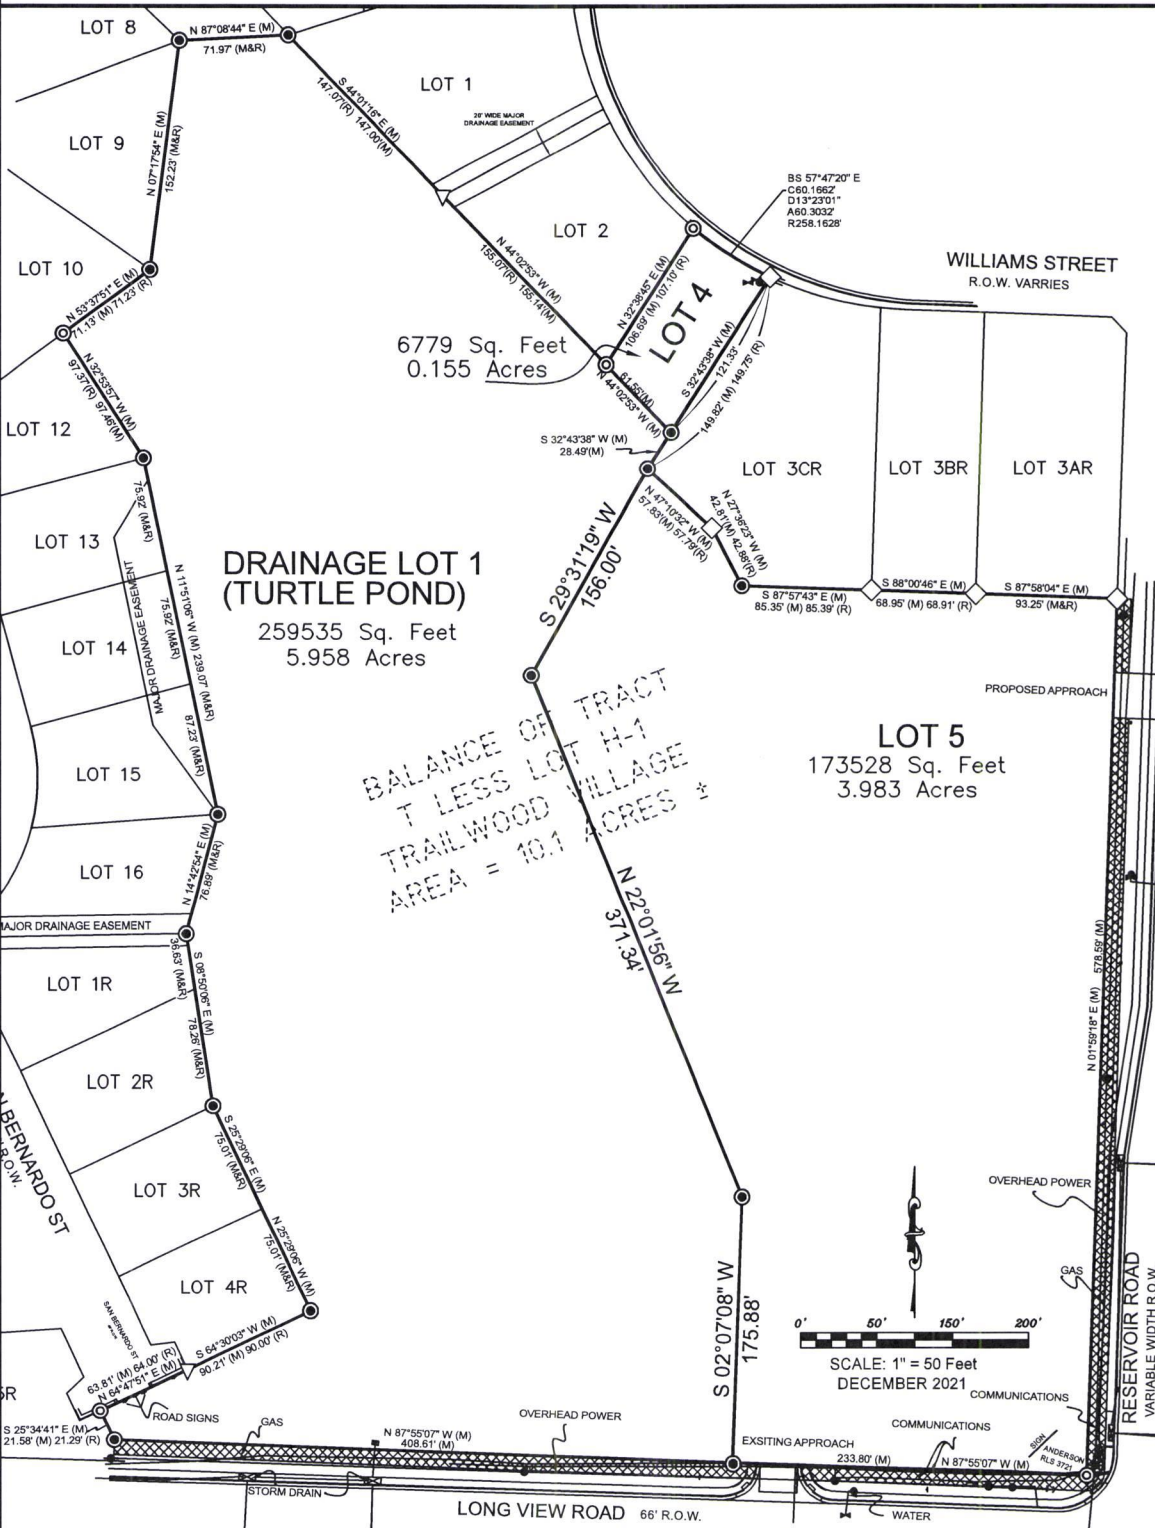 LOT 8
N 87°08'44" E (M)
71.97' (M&R)
LOT 1
S 44°01'16" E (M)
147.07'(R) 147.00'(M)
20' WIDE MAJOR
DRAINAGE EASEMENT
LOT 9
N 07°17'54" E (M)
152.23' (M&R)
BS 57°47'20" E
C60.1662'
D13°23'01"
A60.3032'
R258.1628'
LOT 2
WILLIAMS STREET
R.O.W. VARRIES
LOT 10
N 53°37'51" E (M)
71.13' (M) 71.23' (R)
N 44°02'53" W (M)
155.07'(R) 155.14'(M)
N 32°38'45" E (M)
106.69' (M) 107.10' (R)
LOT 4
S 32°43'38" W (M)
121.33'
149.82' (M) 149.75' (R)
6779 Sq. Feet
0.155 Acres
61.55'(M)
N 44°02'53" W (M)
N 32°53'57" W (M)
97.37'(R) 97.46'(M)
LOT 12
S 32°43'38" W (M)
28.49'(M)
LOT 3CR
LOT 3BR
LOT 3AR
N 47°10'32" W (M)
57.83'(M) 57.79'(R)
N 27°36'23" W (M)
42.81'(M) 42.88'(R)
75.92' (M&R)
LOT 13
DRAINAGE LOT 1
(TURTLE POND)
259535 Sq. Feet
5.958 Acres
S 29°31'19" W
156.00'
S 87°57'43" E (M)
85.35' (M) 85.39' (R)
S 88°00'46" E (M)
68.95' (M) 68.91' (R)
S 87°58'04" E (M)
93.25' (M&R)
MAJOR DRAINAGE EASEMENT
N 11°51'06" W (M) 239.07' (M&R)
75.92' (M&R)
LOT 14
87.23' (M&R)
PROPOSED APPROACH
BALANCE OF TRACT
T LESS LOT H-1
TRAILWOOD VILLAGE
AREA = 10.1 ACRES ±
LOT 5
173528 Sq. Feet
3.983 Acres
LOT 15
LOT 16
N 14°42'54" E (M)
76.89' (M&R)
N 22°01'56" W
371.34'
MAJOR DRAINAGE EASEMENT
36.63' (M&R)
S 08°50'06" E (M)
78.26' (M&R)
LOT 1R
N 01°59'18" E (M) 578.59' (M)
LOT 2R
N BERNARDO ST
R.O.W.
S 25°29'06" E (M)
75.01' (M&R)
LOT 3R
OVERHEAD POWER
N 25°29'06" W (M)
75.01' (M&R)
LOT 4R
GAS
S 02°07'08" W
175.88'
RESERVOIR ROAD
VARIABLE WIDTH R.O.W.
0' 50' 150' 200'
SCALE: 1" = 50 Feet
DECEMBER 2021
SAN BERNARDO ST
S 64°30'03" W (M)
90.21' (M) 90.00' (R)
63.81' (M) 64.00' (R)
N 64°47'51" E (M)
ROAD SIGNS
COMMUNICATIONS
S 25°34'41" E (M)
21.58' (M) 21.29' (R)
GAS
OVERHEAD POWER
N 87°55'07" W (M)
408.61' (M)
COMMUNICATIONS
EXSITING APPROACH
233.80' (M)
N 87°55'07" W (M)
SIGN
ANDERSON
RLS 3721
STORM DRAIN
LONG VIEW ROAD 66' R.O.W.
WATER